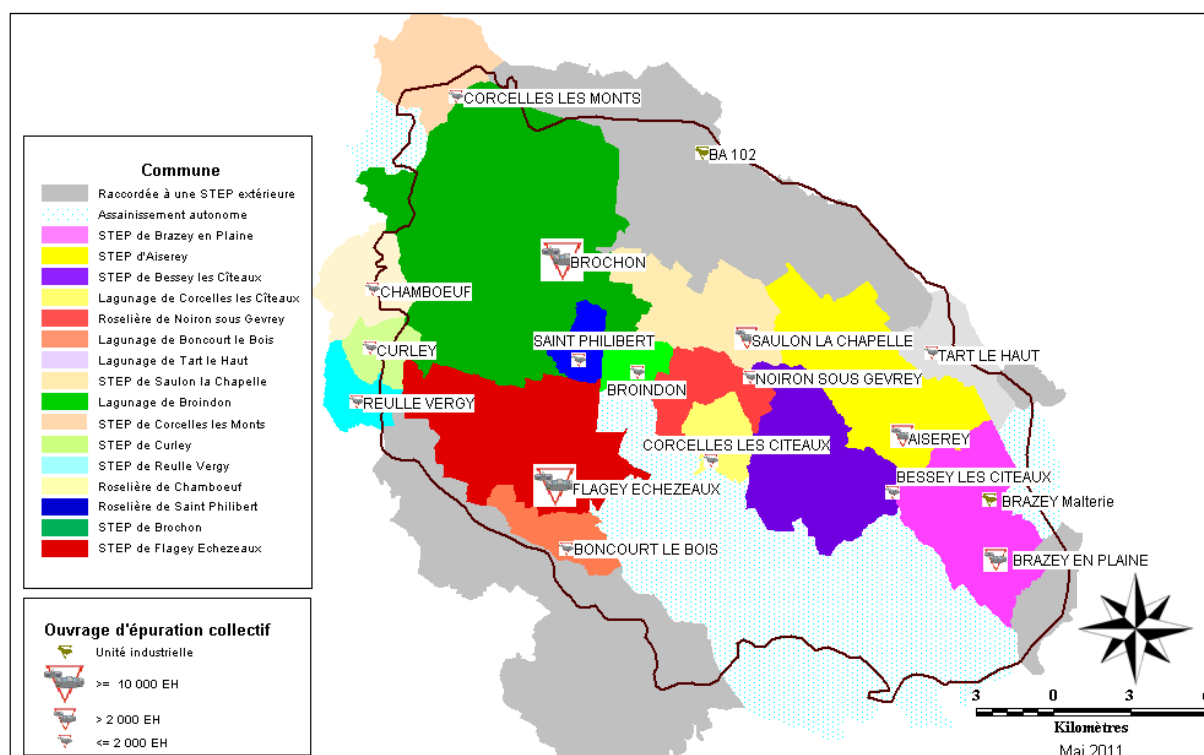 Commune
Raccordée à une STEP extérieure
Assainissement autonome
STEP de Brazey en Plaine
STEP d'Aiserey
STEP de Bessey les Cîteaux
Lagunage de Corcelles les Cîteaux
Roselière de Noiron sous Gevrey
Lagunage de Boncourt le Bois
Lagunage de Tart le Haut
STEP de Saulon la Chapelle
Lagunage de Broindon
STEP de Corcelles les Monts
STEP de Curley
STEP de Reulle Vergy
Roselière de Chamboeuf
Roselière de Saint Philibert
STEP de Brochon
STEP de Flagey Echezeaux
Ouvrage d'épuration collectif
Unité industrielle
>= 10 000 EH
> 2 000 EH
<= 2 000 EH
CORCELLES LES MONTS
BA 102
BROCHON
CHAMBOEUF
SAINT PHILIBERT
SAULON LA CHAPELLE
CURLEY
TART LE HAUT
BROINDON
NOIRON SOUS GEVREY
REULLE VERGY
CORCELLES LES CITEAUX
AISEREY
BESSEY LES CITEAUX
FLAGEY ECHEZEAUX
BRAZEY Malterie
BONCOURT LE BOIS
BRAZEY EN PLAINE
3 0 3
Kilomètres
Mai 2011